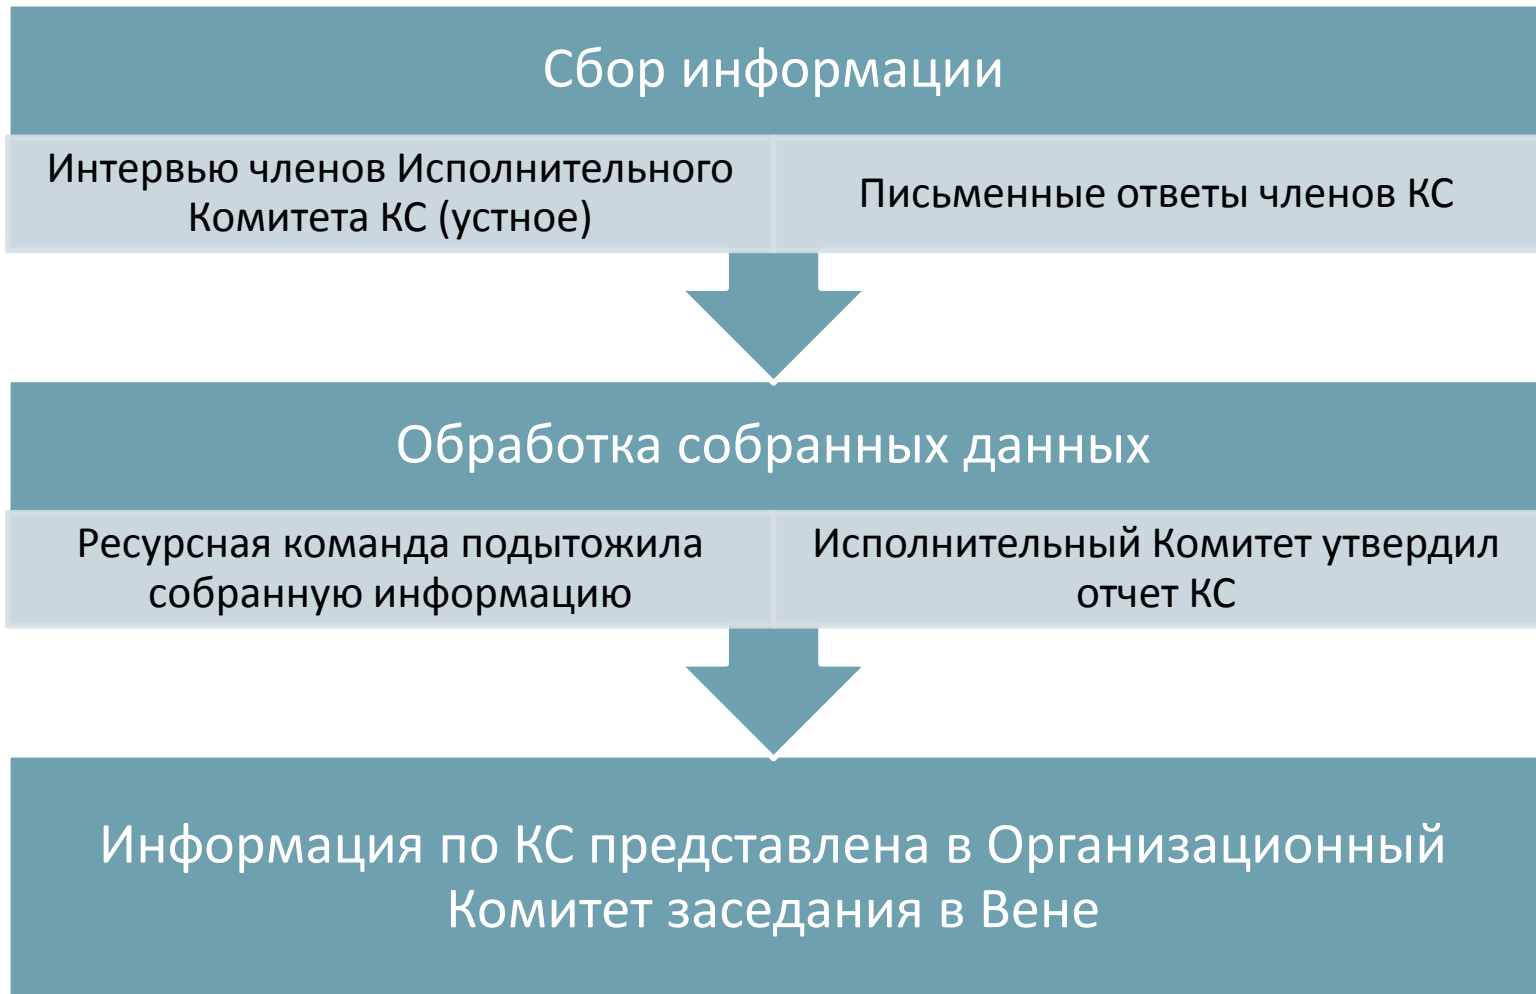 Сбор информации
Интервью членов Исполнительного
Комитета КС (устное)
Письменные ответы членов КС
Обработка собранных данных
Ресурсная команда подытожила
собранную информацию
Исполнительный Комитет утвердил
отчет КС
Информация по КС представлена в Организационный
Комитет заседания в Вене